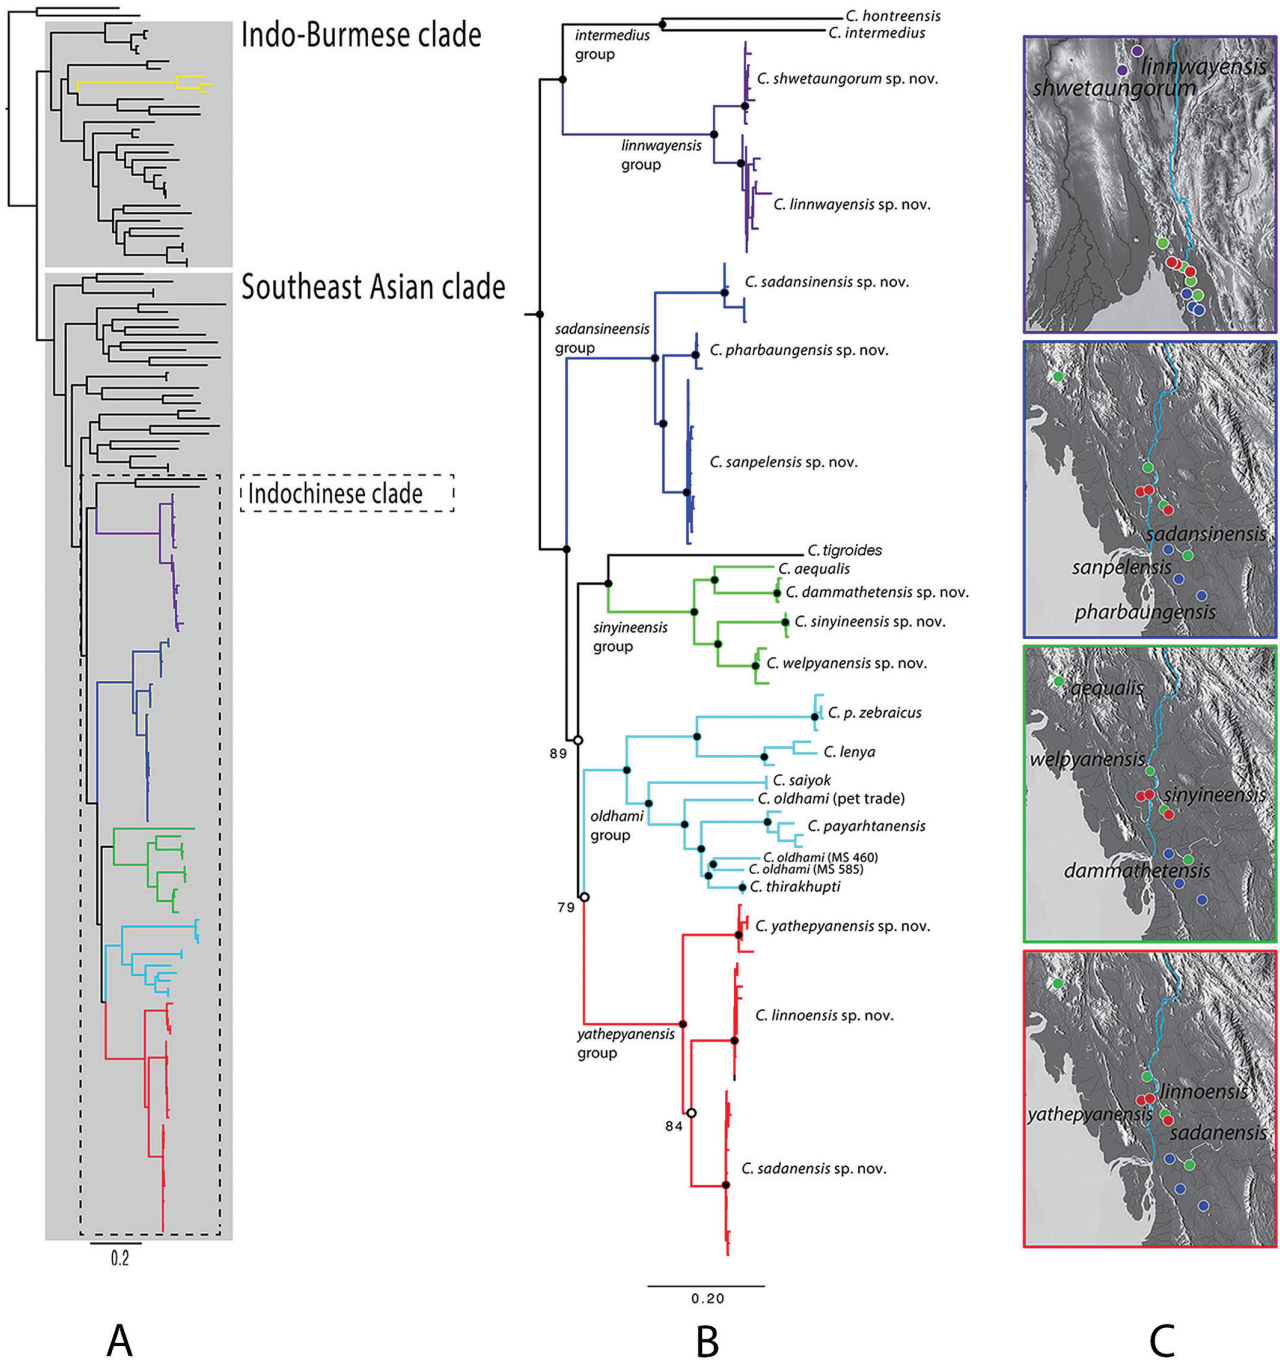 Indo-Burmese clade
Southeast Asian clade
Indochinese clade
0.2
A
C. hontreensis
C. intermedius
intermedius
group
C. shwetaungorum sp. nov.
linnwayensis
group
C. linnwayensis sp. nov.
C. sadansinensis sp. nov.
sadansineensis
group
C. pharbaungensis sp. nov.
C. sanpelensis sp. nov.
C. tigroides
C. aequalis
C. dammathetensis sp. nov.
C. sinyineensis sp. nov.
sinyineensis
group
C. welpyanensis sp. nov.
C. p. zebraicus
89
C. lenya
C. saiyok
C. oldhami (pet trade)
oldhami
group
C. payarhtanensis
C. oldhami (MS 460)
C. oldhami (MS 585)
C. thirakhupti
79
C. yathepyanensis sp. nov.
C. linnoensis sp. nov.
yathepyanensis
group
84
C. sadanensis sp. nov.
0.20
B
linnwayensis
shwetaungorum
sadansinensis
sanpelensis
pharbaungensis
aequalis
welpyanensis
sinyineensis
dammathetensis
linnoensis
yathepyanensis
sadanensis
C